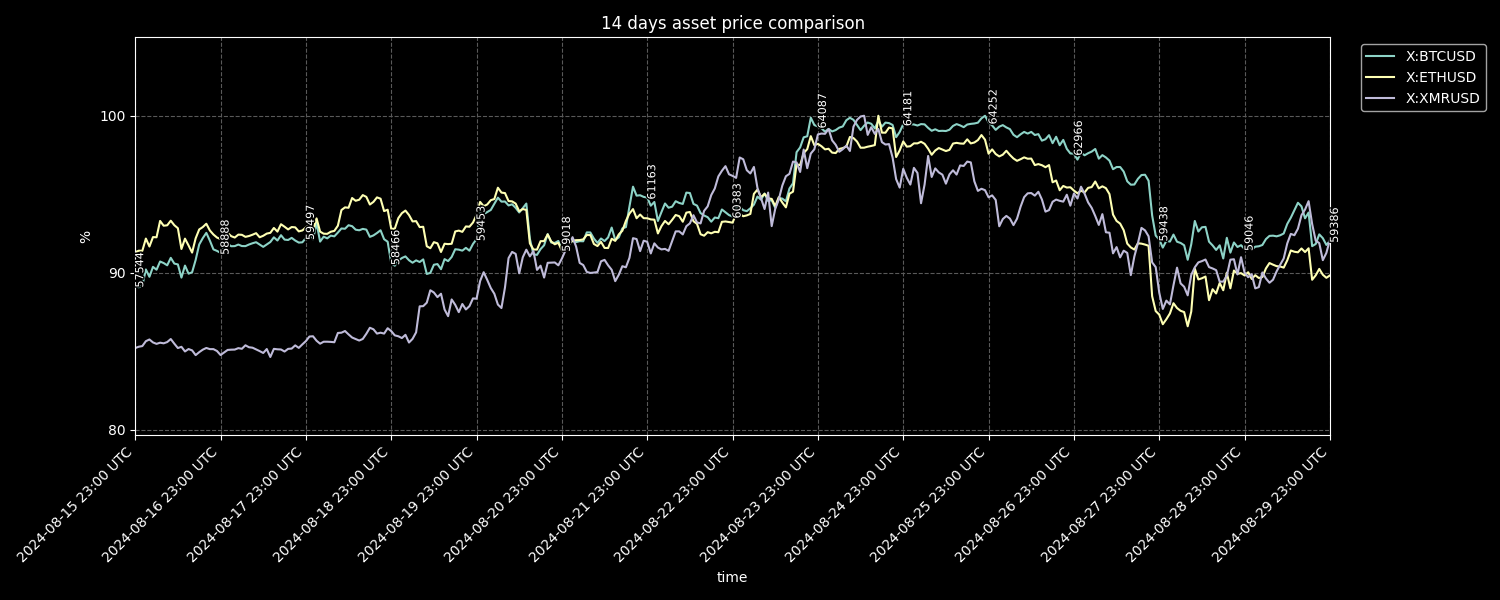 14 days asset price comparison
X:BTCUSD
X:ETHUSD
X:XMRUSD
%
100
90
80
57544
58888
59497
58466
59453
59018
61163
60383
64087
64181
64252
62966
59438
59046
59386
2024-08-15 23:00 UTC
2024-08-16 23:00 UTC
2024-08-17 23:00 UTC
2024-08-18 23:00 UTC
2024-08-19 23:00 UTC
2024-08-20 23:00 UTC
2024-08-21 23:00 UTC
2024-08-22 23:00 UTC
2024-08-23 23:00 UTC
2024-08-24 23:00 UTC
2024-08-25 23:00 UTC
2024-08-26 23:00 UTC
2024-08-27 23:00 UTC
2024-08-28 23:00 UTC
2024-08-29 23:00 UTC
time